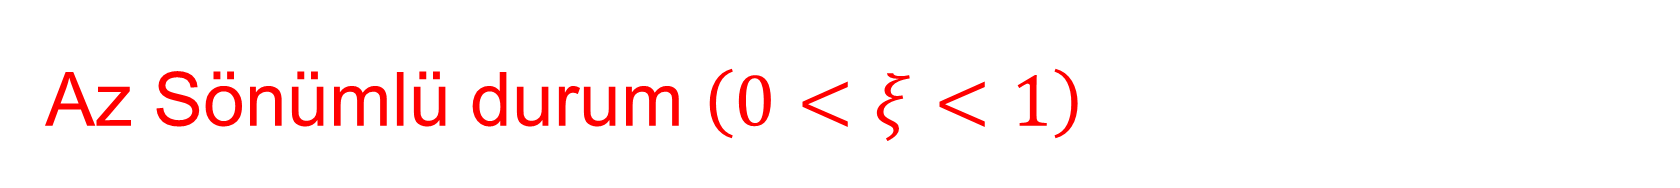 Az Sönümlü durum (0 < ξ < 1)